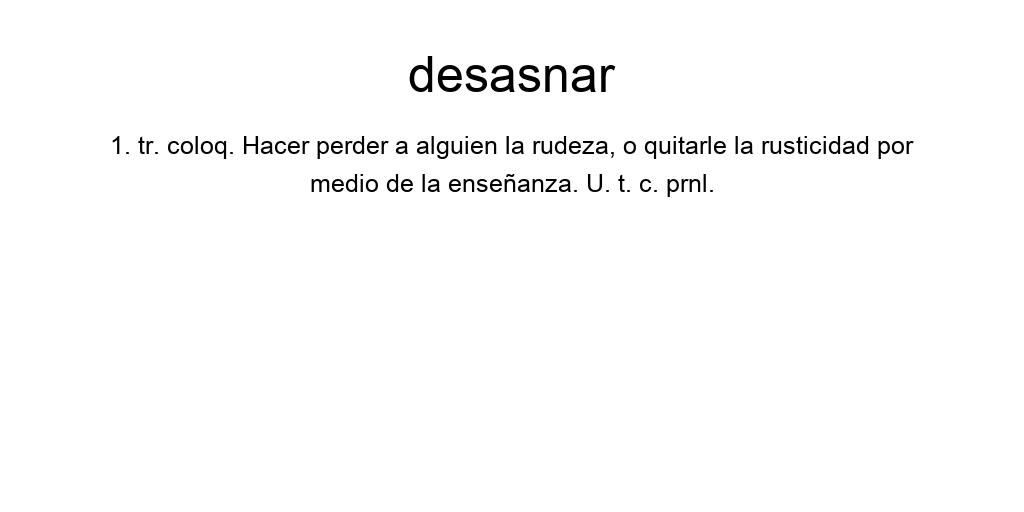 desasnar
1. tr. coloq. Hacer perder a alguien la rudeza, o quitarle la rusticidad por
medio de la enseñanza. U. t. c. prnl.